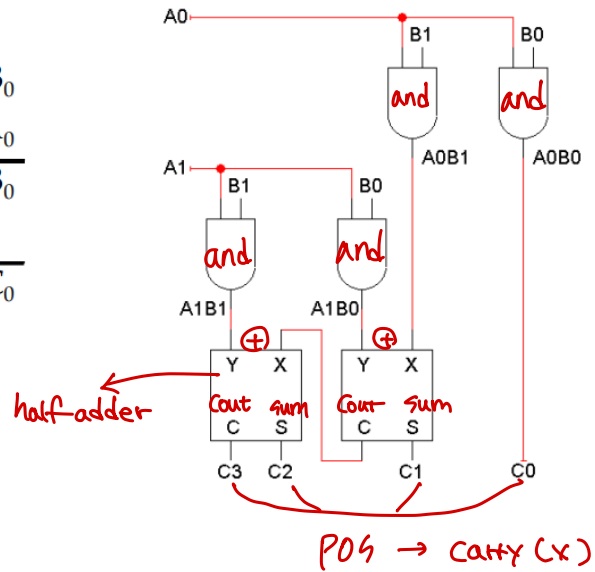 A0
B1 B0
and and
A0B1 A0B0
A1
B1 B0
and and
A1B1 A1B0
+ +
Y X Y X
half-adder
Cout sum Cout sum
C S C S
C3 C2 C1 C0
POS → carry (x)